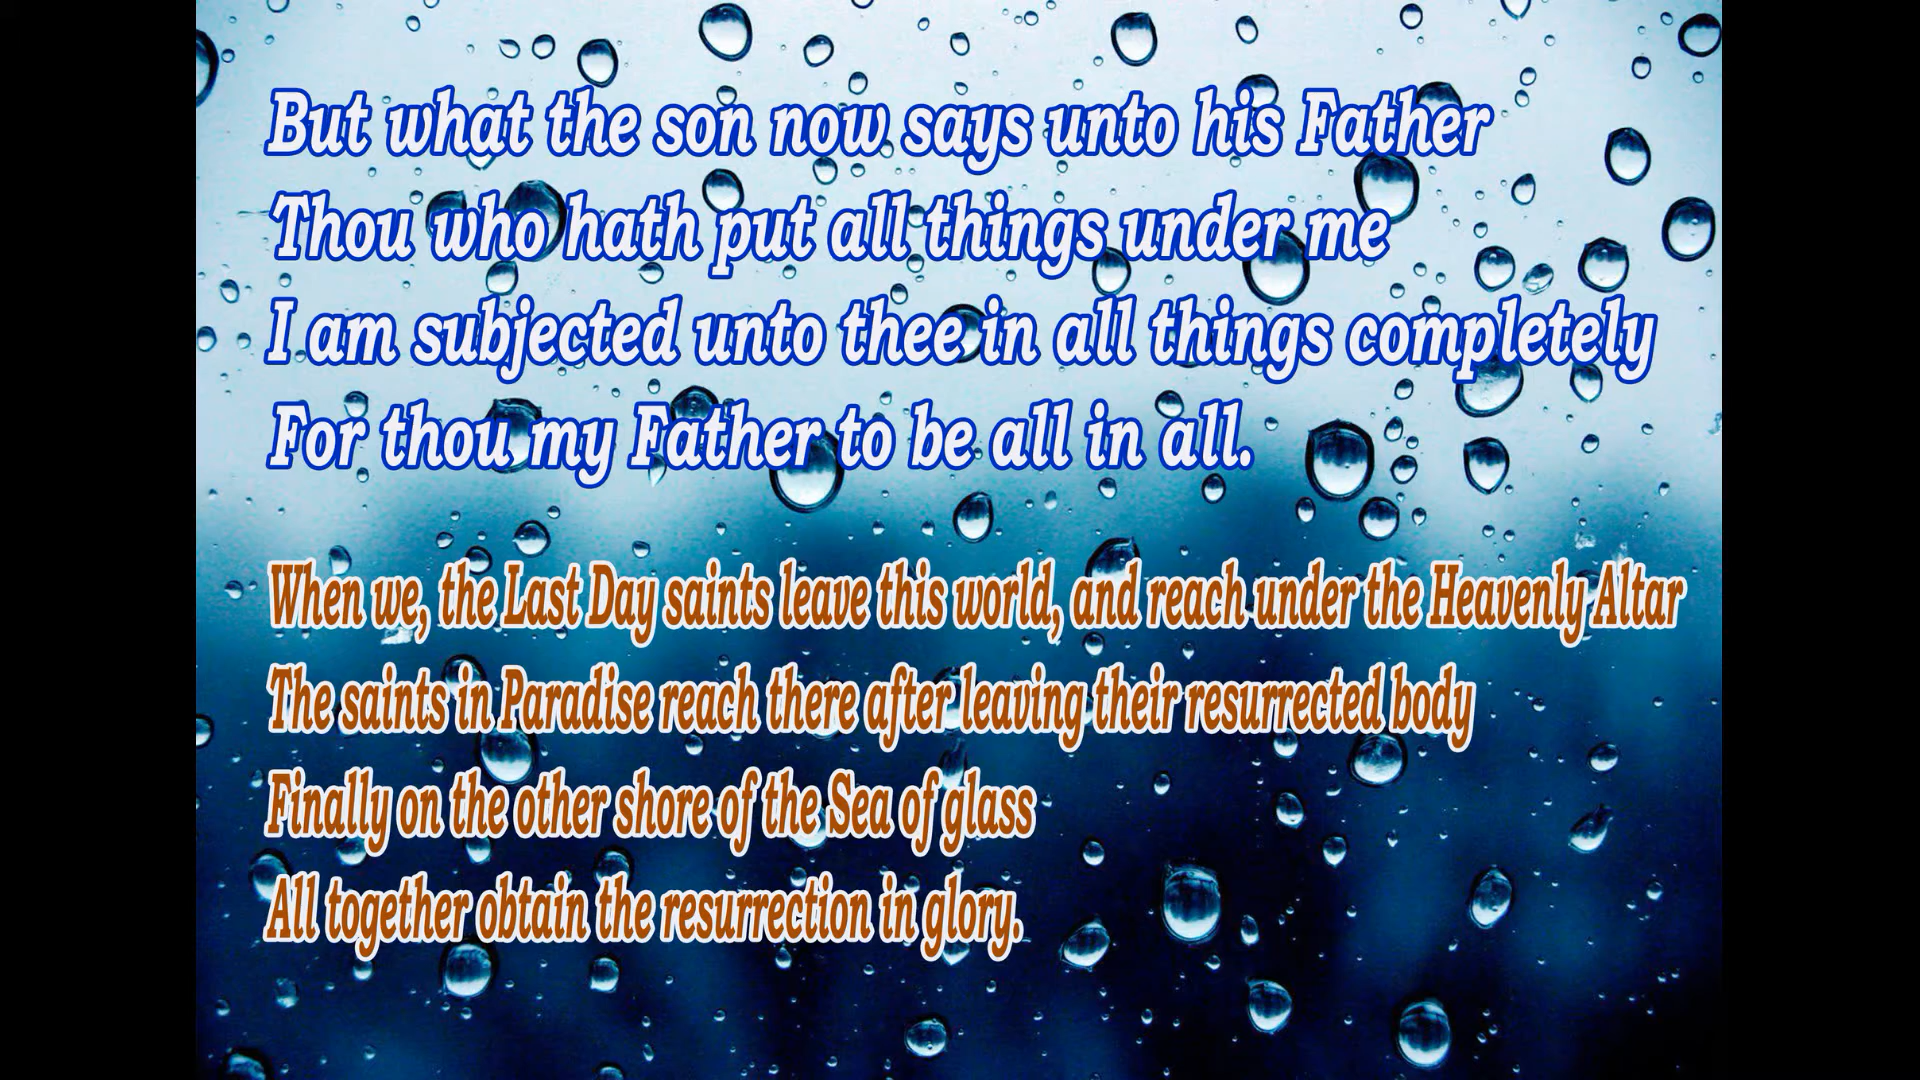 But what the son now says unto his Father
Thou who hath put all things under me
I am subjected unto thee in all things completely
For thou my Father to be all in all.
When we, the Last Day saints leave this world, and reach under the Heavenly Altar
The saints in Paradise reach there after leaving their resurrected body
Finally on the other shore of the Sea of glass
All together obtain the resurrection in glory.